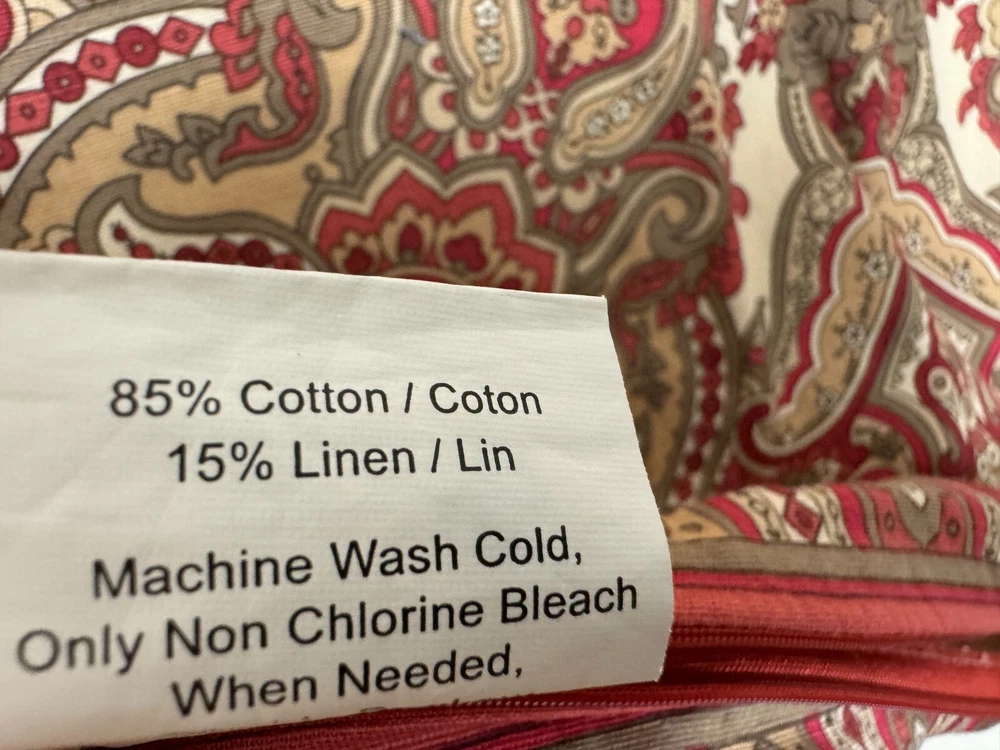 85% Cotton / Coton
15% Linen / Lin
Machine Wash Cold,
Only Non Chlorine Bleach
When Needed,